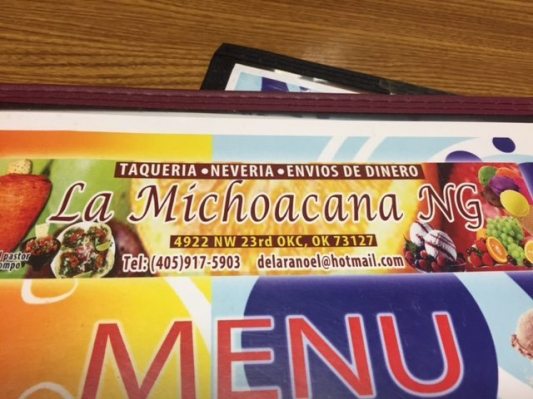 TAQUERIA • NEVERIA • ENVIOS DE DINERO
La Michoacana NG
4922 NW 23rd OKC, OK 73127
pastor
ompo
Tel: (405)917-5903 delaranoel@hotmail.com
MENU